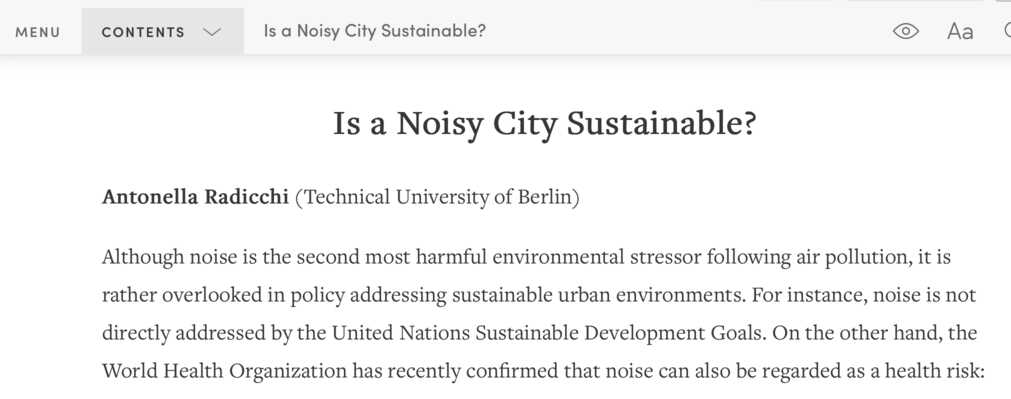 MENU
CONTENTS
Is a Noisy City Sustainable?
Aa
Is a Noisy City Sustainable?
Antonella Radicchi (Technical University of Berlin)
Although noise is the second most harmful environmental stressor following air pollution, it is
rather overlooked in policy addressing sustainable urban environments. For instance, noise is not
directly addressed by the United Nations Sustainable Development Goals. On the other hand, the
World Health Organization has recently confirmed that noise can also be regarded as a health risk: